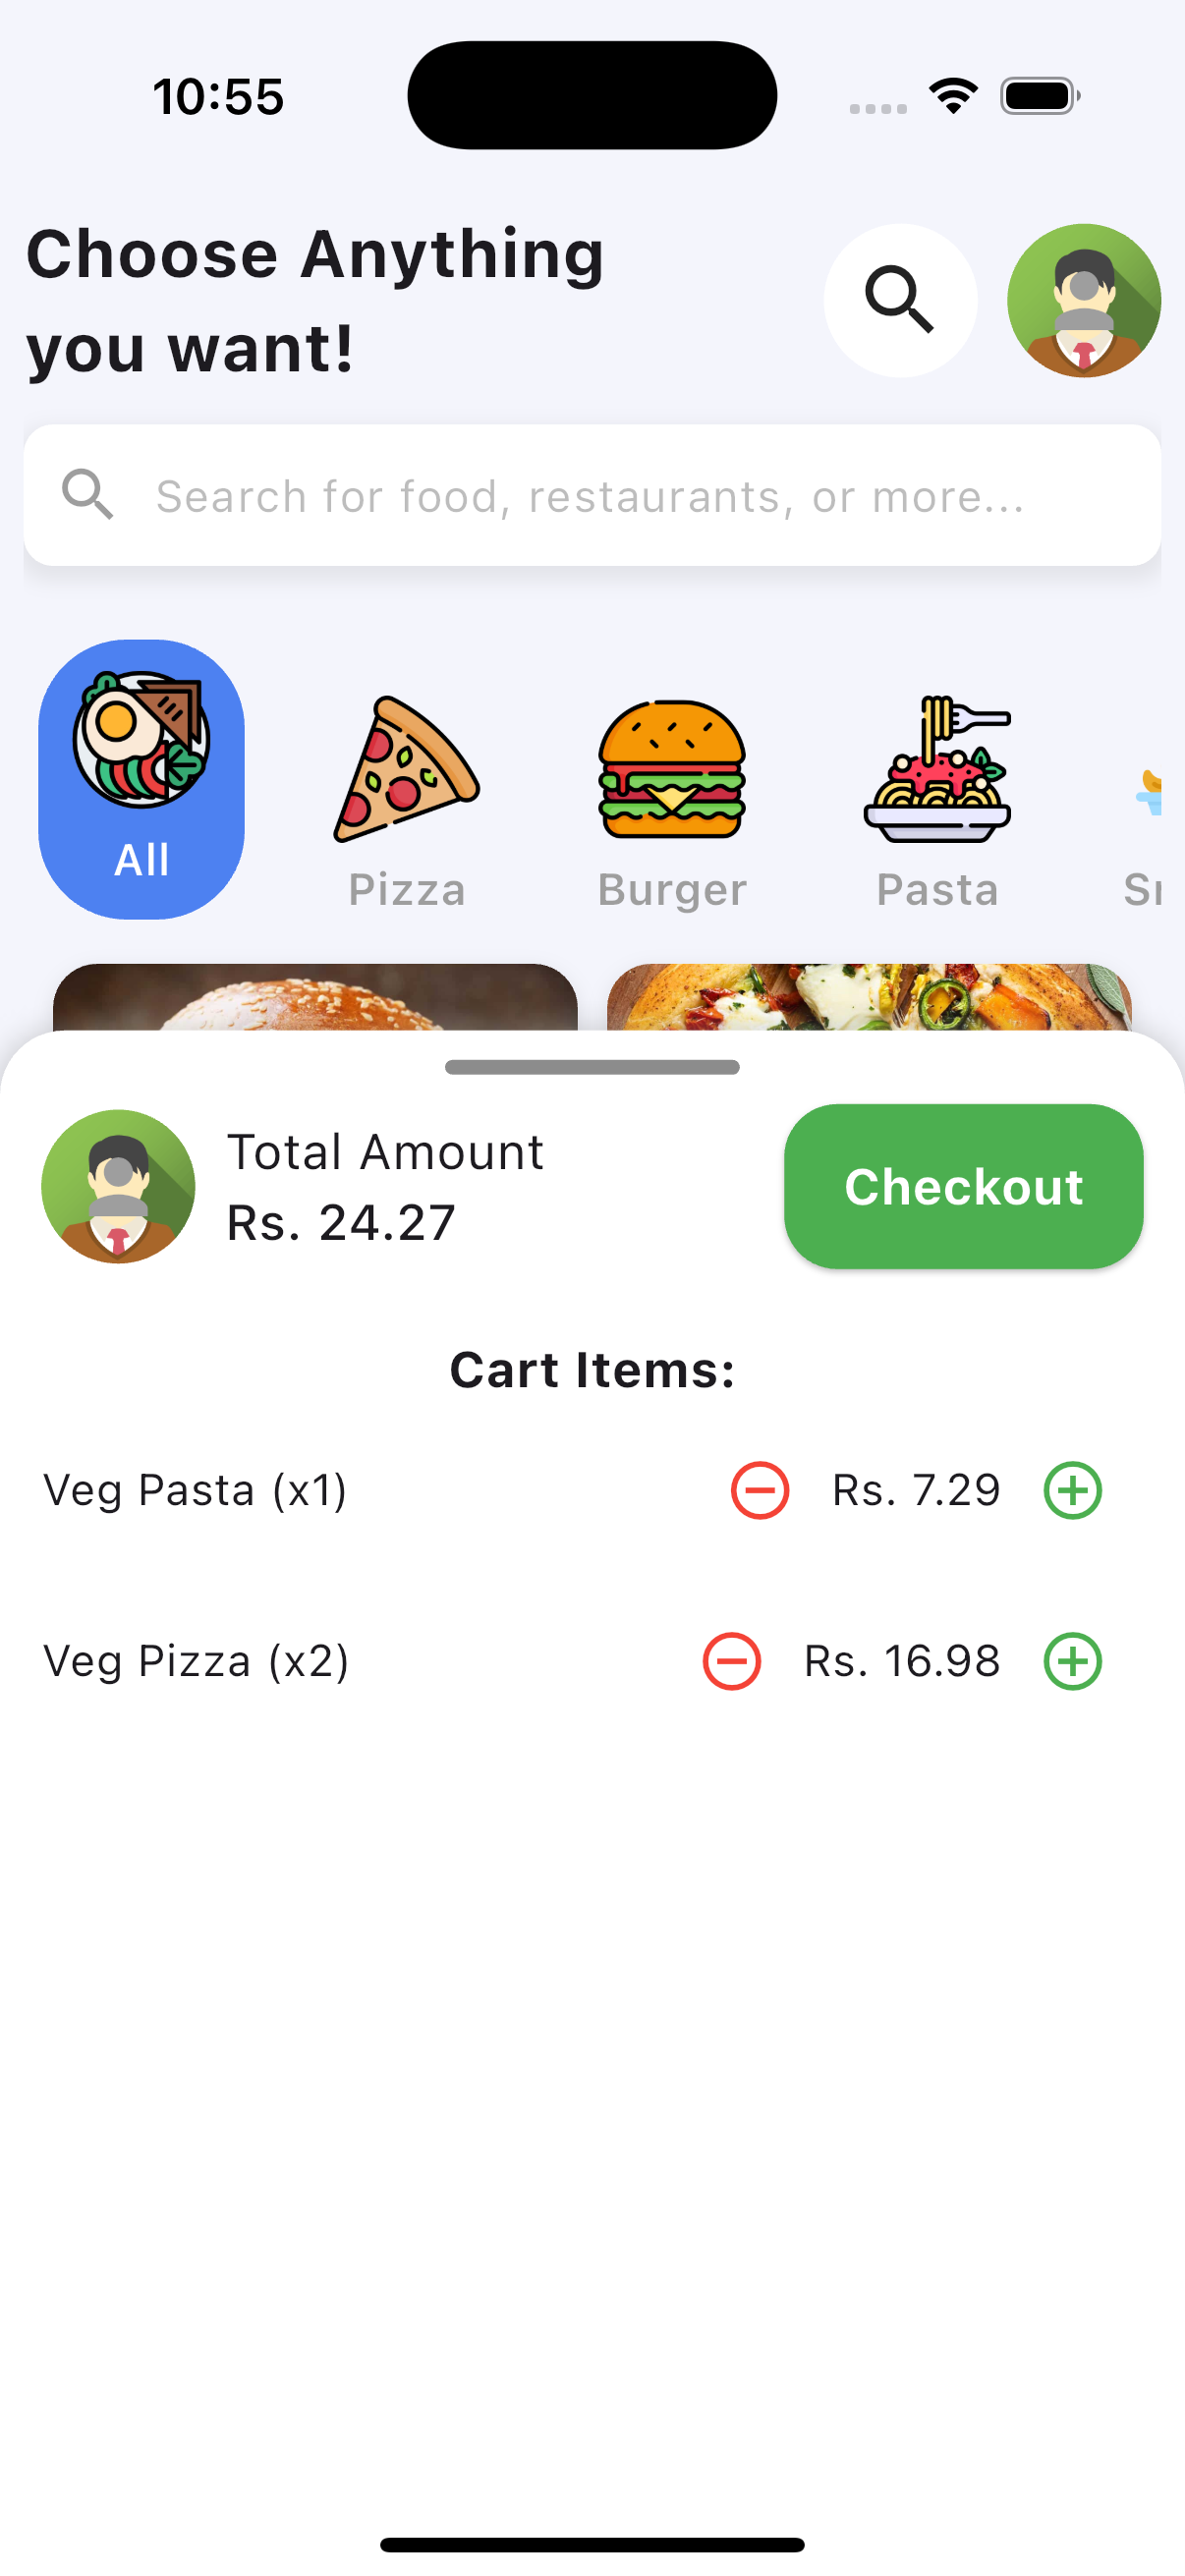 10:55
Choose Anything
you want!
Search for food, restaurants, or more...
All
Pizza
Burger
Pasta
Total Amount
Rs. 24.27
Checkout
Cart Items:
Veg Pasta (x1)
Rs. 7.29
Veg Pizza (x2)
Rs. 16.98